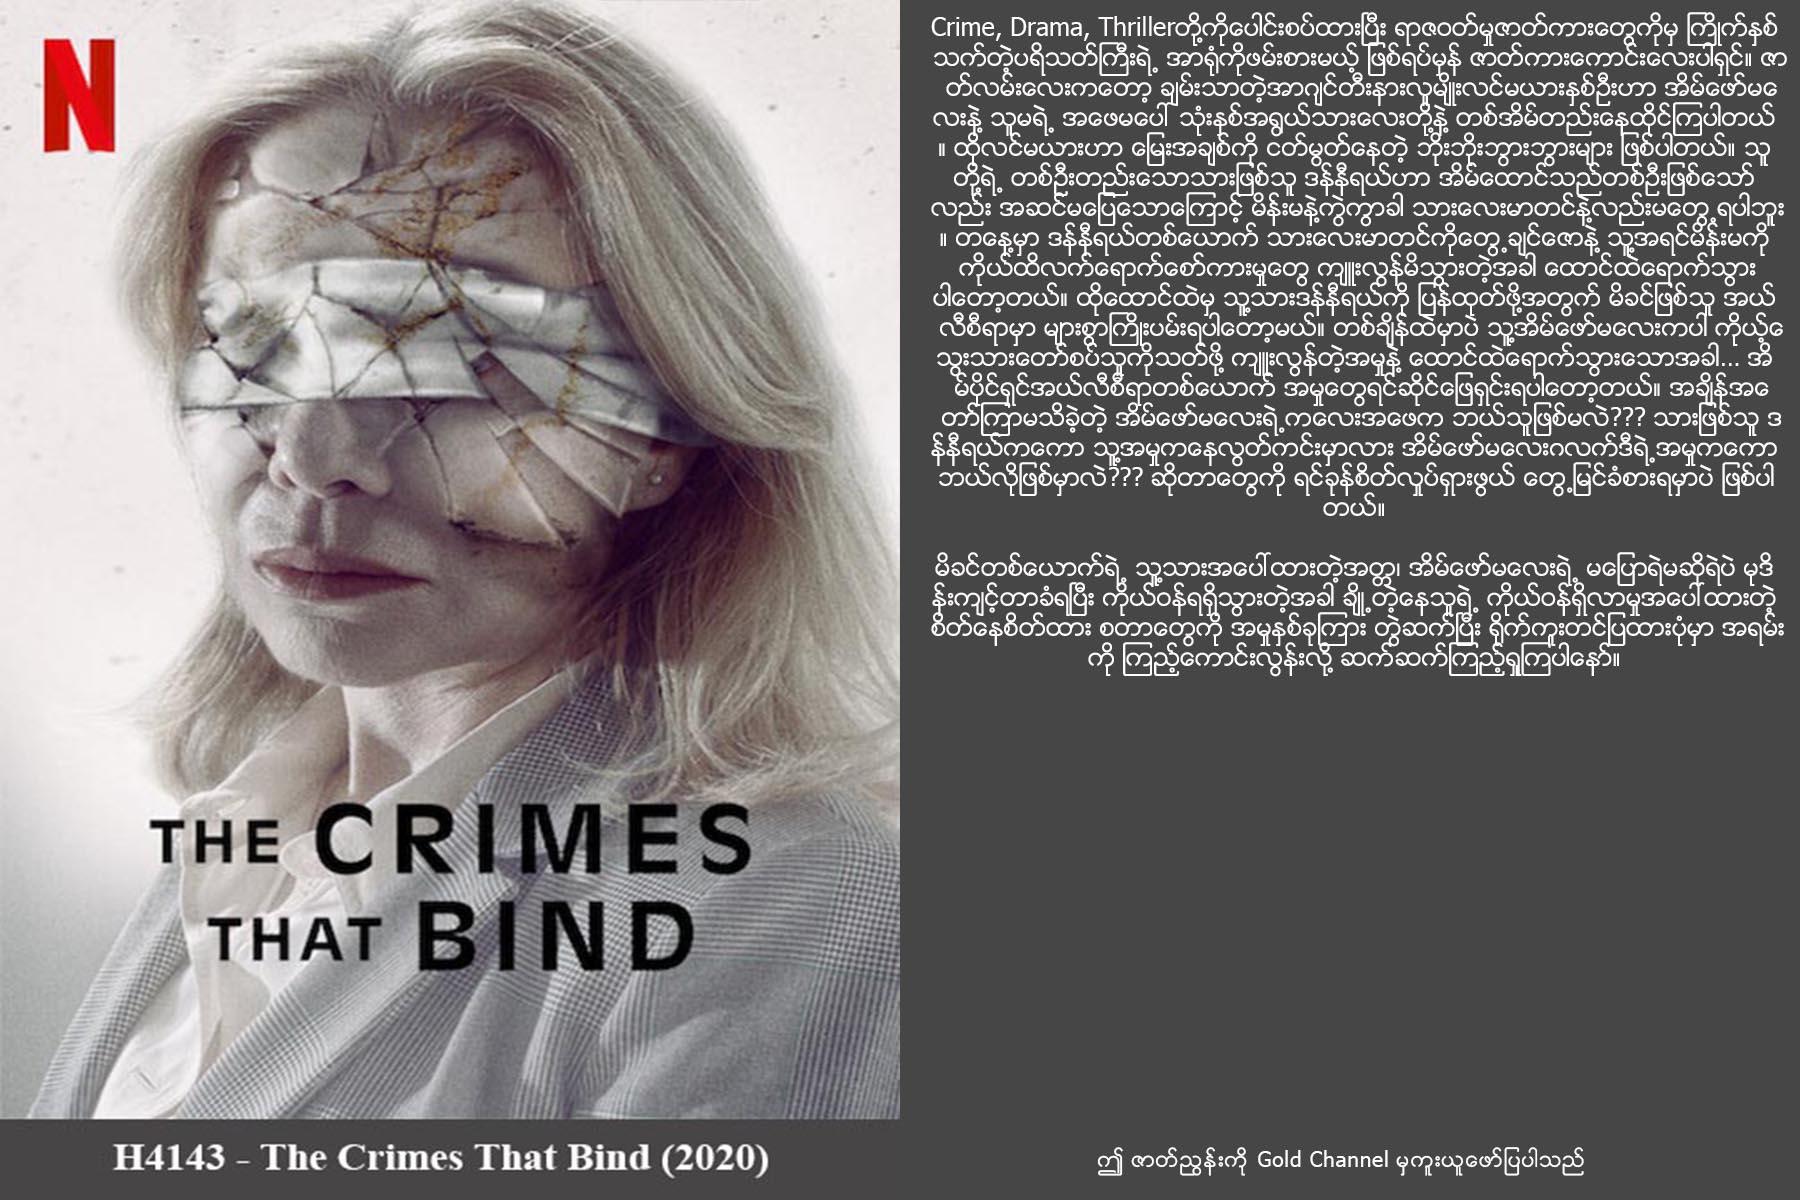 N
THE CRIMES
THAT BIND
H4143 - The Crimes That Bind (2020)
Crime, Drama, Thrillerတို့ကိုပေါင်းစပ်ထားပြီး ရာဇဝတ်မှုဇာတ်ကားတွေကိုမှ ကြိုက်နှစ်
သက်တဲ့ပရိသတ်ကြီးရဲ့ အာရုံကိုဖမ်းစားမယ့် ဖြစ်ရပ်မှန် ဇာတ်ကားကောင်းလေးပါရှင်။ ဇာ
တ်လမ်းလေးကတော့ ချမ်းသာတဲ့အာဂျင်တီးနားလူမျိုးလင်မယားနှစ်ဦးဟာ အိမ်ဖော်မလေ
းနဲ့ သူမရဲ့ အဖေမပေါ် သုံးနှစ်အရွယ်သားလေးတို့နဲ့ တစ်အိမ်တည်းနေထိုင်ကြပါတယ်
။ ထိုလင်မယားဟာ မြေးအချစ်ကို ငတ်မွတ်နေတဲ့ ဘိုးဘိုးဘွားဘွားများ ဖြစ်ပါတယ်။ သူ
တို့ရဲ့ တစ်ဦးတည်းသောသားဖြစ်သူ ဒန်နီရယ်ဟာ အိမ်ထောင်သည်တစ်ဦးဖြစ်သော်
လည်း အဆင်မပြေသောကြောင့် မိန်းမနဲ့ကွဲကွာခါ သားလေးမာတင်နဲ့လည်းမတွေ့ရပါဘူး
။ တနေ့မှာ ဒန်နီရယ်တစ်ယောက် သားလေးမာတင်ကိုတွေ့ချင်ဇောနဲ့ သူ့အရင်မိန်းမကို
ကိုယ်ထိလက်ရောက်စော်ကားမှုတွေ ကျူးလွန်မိသွားတဲ့အခါ ထောင်ထဲရောက်သွား
ပါတော့တယ်။ ထိုထောင်ထဲမှ သူ့သားဒန်နီရယ်ကို ပြန်ထုတ်ဖို့အတွက် မိခင်ဖြစ်သူ အယ်
လီစီရာမှာ များစွာကြိုးပမ်းရပါတော့မယ်။ တစ်ချိန်ထဲမှာပဲ သူ့အိမ်ဖော်မလေးကပါ ကိုယ့်သေ
ွးသားတော်စပ်သူကိုသတ်ဖို့ ကျူးလွန်တဲ့အမှုနဲ့ ထောင်ထဲရောက်သွားသောအခါ... အိ
မ်ပိုင်ရှင်အယ်လီစီရာတစ်ယောက် အမှုတွေရင်ဆိုင်ဖြေရှင်းရပါတော့တယ်။ အချိန်အတေ
ာ်ကြာမသိခဲ့တဲ့ အိမ်ဖော်မလေးရဲ့ကလေးအဖေက ဘယ်သူဖြစ်မလဲ??? သားဖြစ်သူ ဒ
န်နီရယ်ကကော သူ့အမှုကနေလွတ်ကင်းမှာလား အိမ်ဖော်မလေးဂလက်ဒီရဲ့အမှုကကော
ဘယ်လိုဖြစ်မှာလဲ??? ဆိုတာတွေကို ရင်ခုန်စိတ်လှုပ်ရှားဖွယ် တွေ့မြင်ခံစားရမှာပဲ ဖြစ်ပါ
တယ်။
မိခင်တစ်ယောက်ရဲ့ သူ့သားအပေါ်ထားတဲ့အတ္တ၊ အိမ်ဖော်မလေးရဲ့ မပြောရဲမဆိုရဲပဲ မုဒိ
န်းကျင့်တာခံရပြီး ကိုယ်ဝန်ရရှိသွားတဲ့အခါ ချို့တဲ့နေသူရဲ့ ကိုယ်ဝန်ရှိလာမှုအပေါ်ထားတဲ့
စိတ်နေစိတ်ထား စတာတွေကို အမှုနှစ်ခုကြား တွဲဆက်ပြီး ရိုက်ကူးတင်ပြထားပုံမှာ အရမ်း
ကို ကြည့်ကောင်းလွန်းလို့ ဆက်ဆက်ကြည့်ရှုကြပါနော်။
ဤ ဇာတ်ညွှန်းကို Gold Channel မှကူးယူဖော်ပြပါသည်